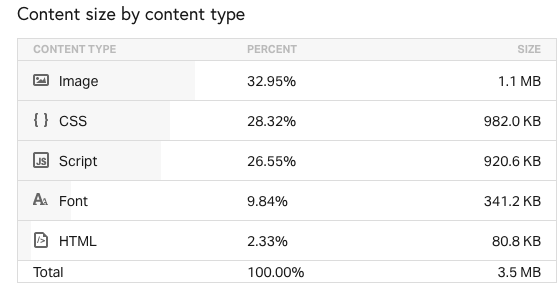 Content size by content type
CONTENT TYPE PERCENT SIZE
Image 32.95% 1.1 MB
{ } CSS 28.32% 982.0 KB
JS Script 26.55% 920.6 KB
AA Font 9.84% 341.2 KB
</> HTML 2.33% 80.8 KB
Total 100.00% 3.5 MB